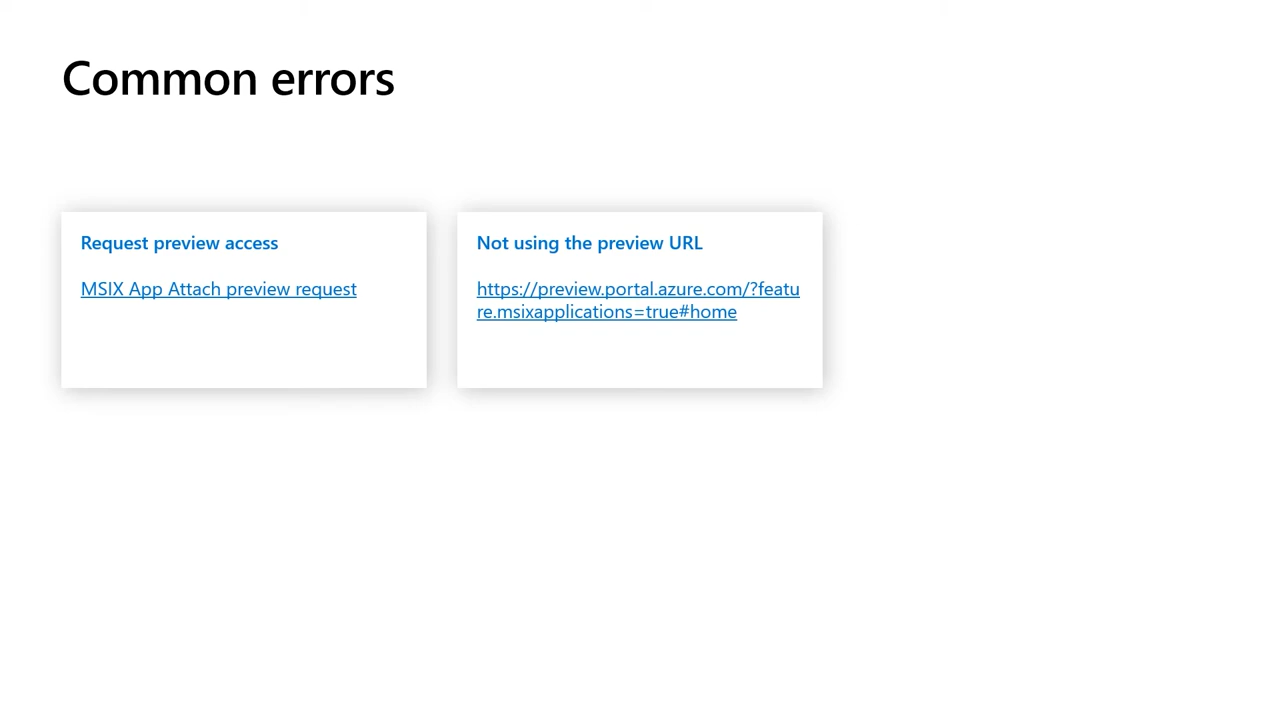 Common errors
Request preview access
MSIX App Attach preview request
Not using the preview URL
https://preview.portal.azure.com/?featu
re.msixapplications=true#home